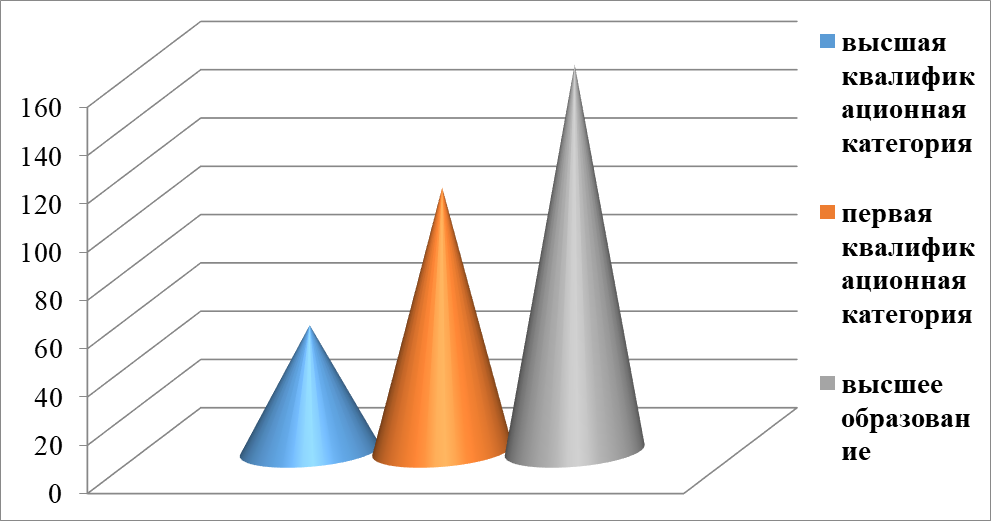 160
140
120
100
80
60
40
20
0
высшая
квалифик
ационная
категория
первая
квалифик
ационная
категория
высшее
образован
ие